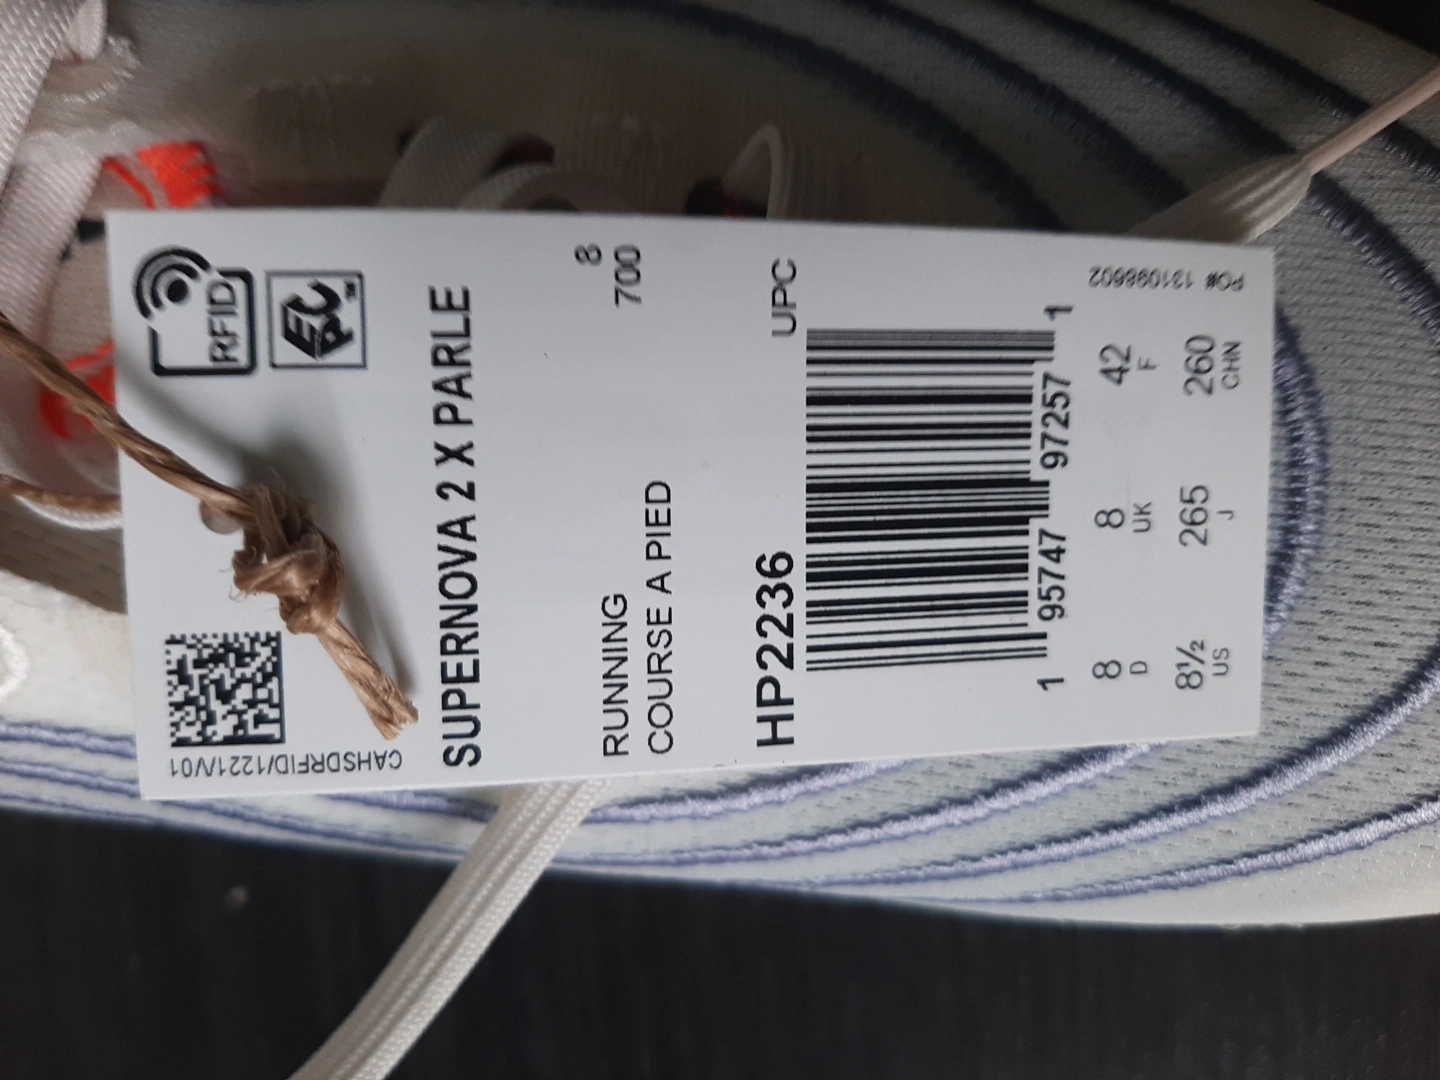 RFID
EPC™
CAHSDRFID/1221/V01
SUPERNOVA 2 X PARLE
8
RUNNING 700
COURSE A PIED
HP2236 UPC
1 95747 97257 1
8 8 42
D UK F
8½ 265 260
US J CHN
PO# 131098602